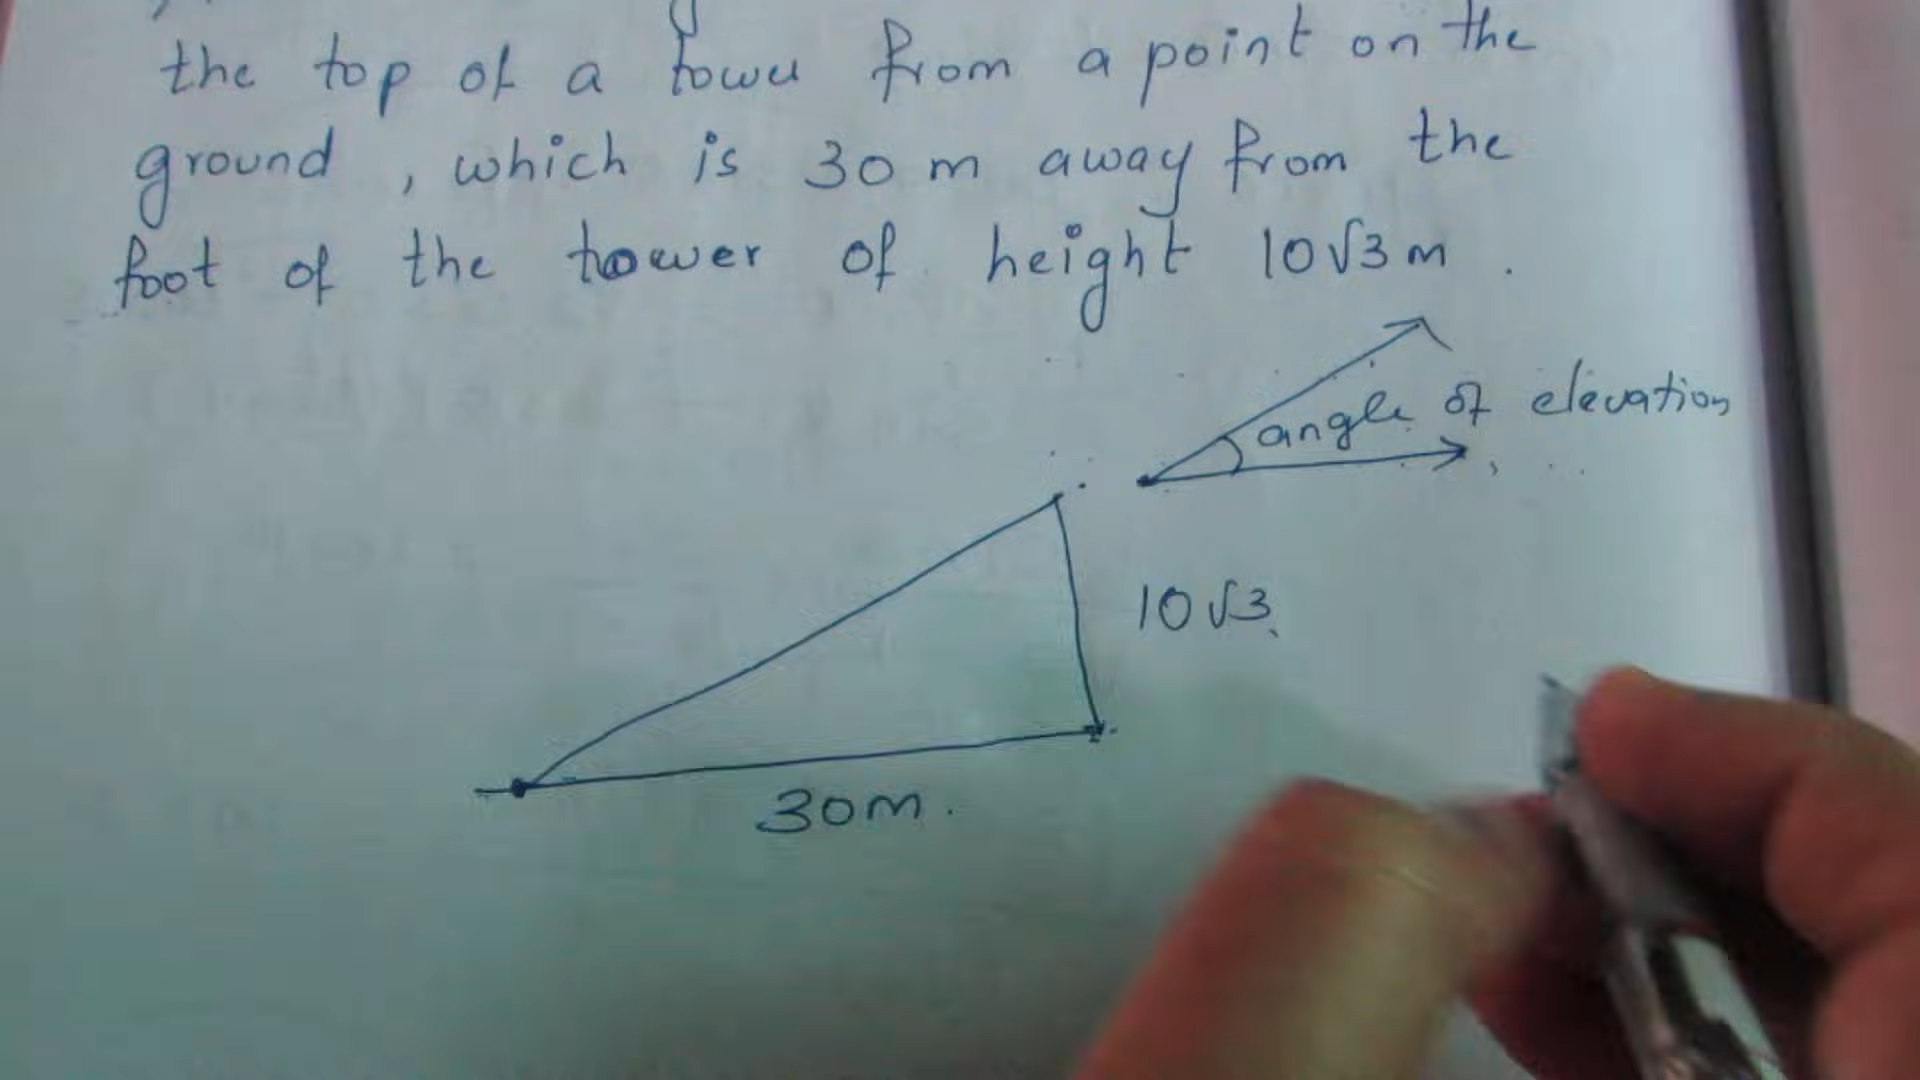 the top of a towe from a point on the
ground, which is 30 m away from the
foot of the tower of height 10√3 m.
angle of elevation
10√3
30m.